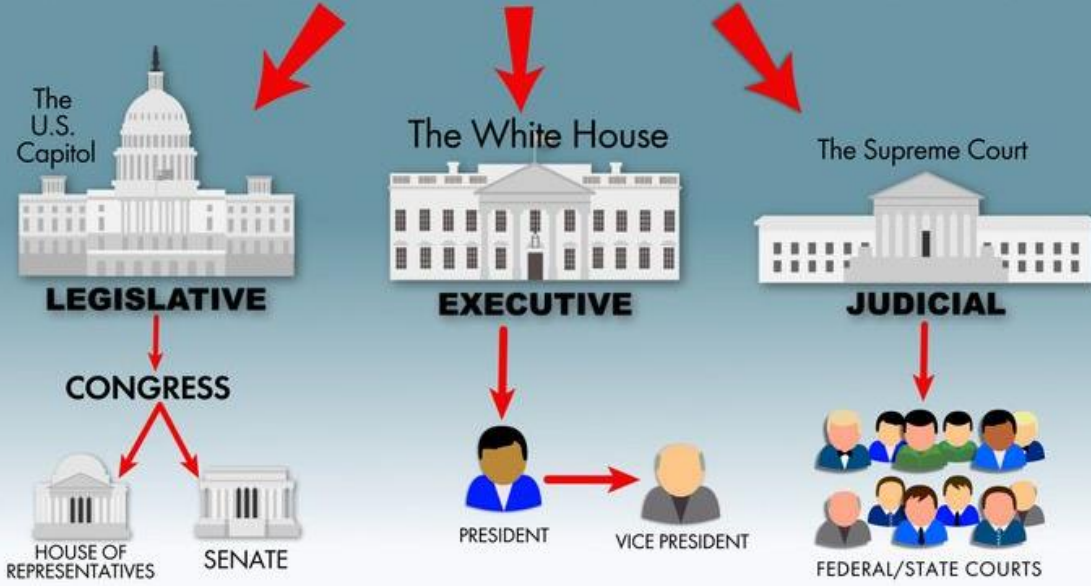 The
U.S.
Capitol
The White House
The Supreme Court
LEGISLATIVE
EXECUTIVE
JUDICIAL
CONGRESS
HOUSE OF
REPRESENTATIVES
SENATE
PRESIDENT
VICE PRESIDENT
FEDERAL/STATE COURTS